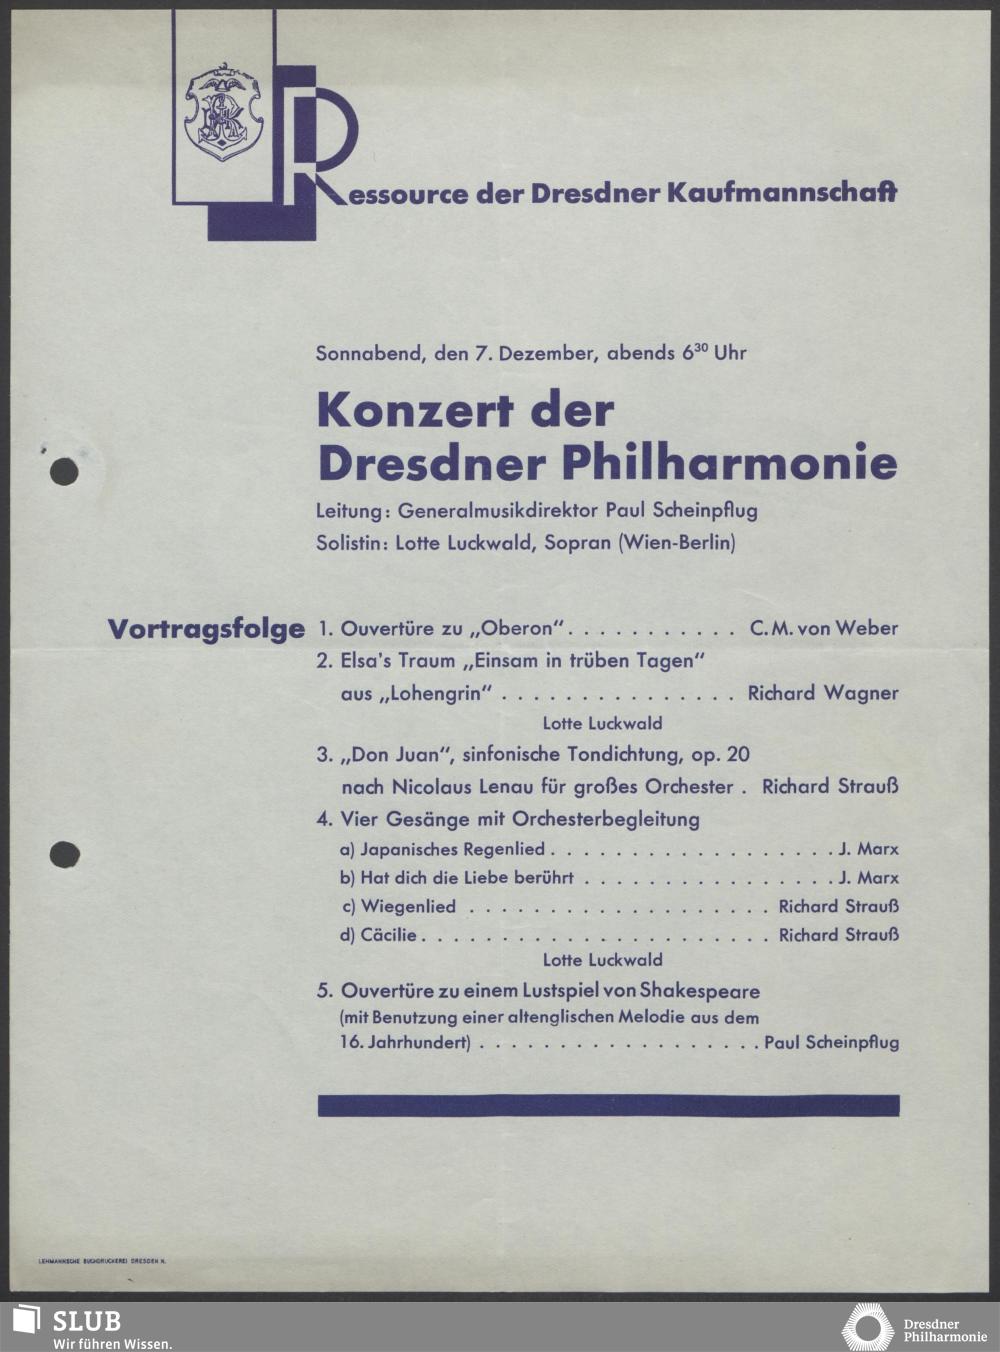 Ressource der Dresdner Kaufmannschaft
Sonnabend, den 7. Dezember, abends 6³⁰ Uhr
Konzert der
Dresdner Philharmonie
Leitung: Generalmusikdirektor Paul Scheinpflug
Solistin: Lotte Luckwald, Sopran (Wien-Berlin)
Vortragsfolge 1. Ouvertüre zu „Oberon“ . . . . . . . . . . . C. M. von Weber
2. Elsa's Traum „Einsam in trüben Tagen“
aus „Lohengrin“ . . . . . . . . . . . . . . . Richard Wagner
Lotte Luckwald
3. „Don Juan“, sinfonische Tondichtung, op. 20
nach Nicolaus Lenau für großes Orchester . Richard Strauß
4. Vier Gesänge mit Orchesterbegleitung
a) Japanisches Regenlied . . . . . . . . . . . . . . . . . . J. Marx
b) Hat dich die Liebe berührt . . . . . . . . . . . . . . . . J. Marx
c) Wiegenlied . . . . . . . . . . . . . . . . . . . Richard Strauß
d) Cäcilie . . . . . . . . . . . . . . . . . . . . . . Richard Strauß
Lotte Luckwald
5. Ouvertüre zu einem Lustspiel von Shakespeare
(mit Benutzung einer altenglischen Melodie aus dem
16. Jahrhundert) . . . . . . . . . . . . . . . . . . Paul Scheinpflug
LEHMANNSCHE BUCHDRUCKEREI DRESDEN N.
SLUB
Wir führen Wissen.
Dresdner
Philharmonie